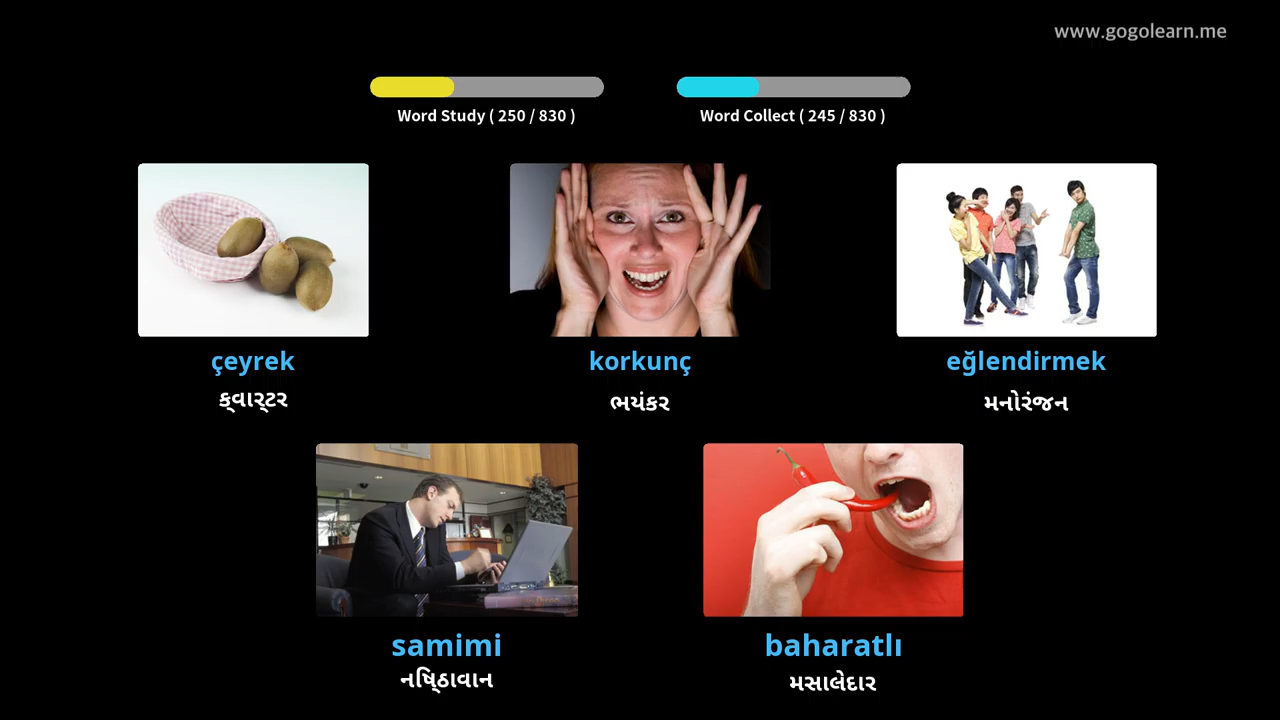 www.gogolearn.me
Word Study ( 250 / 830 )
Word Collect ( 245 / 830 )
çeyrek
korkunç
eğlendirmek
ક્વાર્ટર
ભયંકર
મનોરંજન
samimi
baharatlı
નષ્ઠિાવાન
મસાલેદાર